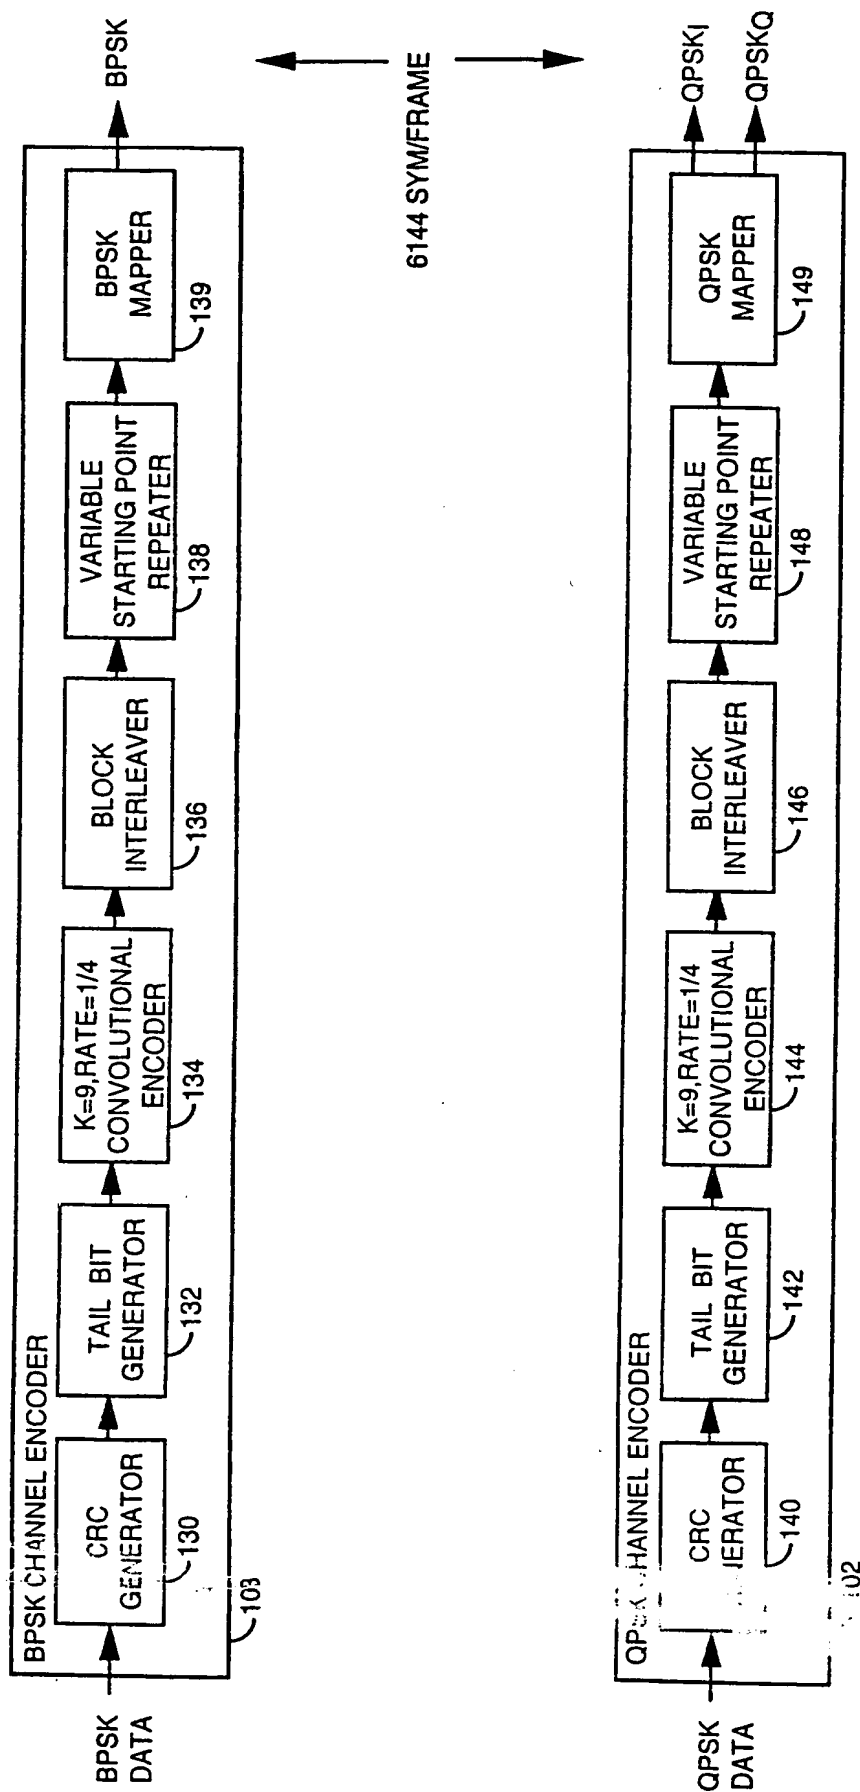 BPSK
DATA
BPSK CHANNEL ENCODER
CRC
GENERATOR
130
TAIL BIT
GENERATOR
132
K=9,RATE=1/4
CONVOLUTIONAL
ENCODER
134
BLOCK
INTERLEAVER
136
VARIABLE
STARTING POINT
REPEATER
138
BPSK
MAPPER
139
BPSK
103
6144 SYM/FRAME
QPSK
DATA
CHANNEL ENCODER
CRC
140
TAIL BIT
GENERATOR
142
K=9,RATE=1/4
CONVOLUTIONAL
ENCODER
144
BLOCK
INTERLEAVER
146
VARIABLE
STARTING POINT
REPEATER
148
QPSK
MAPPER
149
QPSKI
QPSKQ